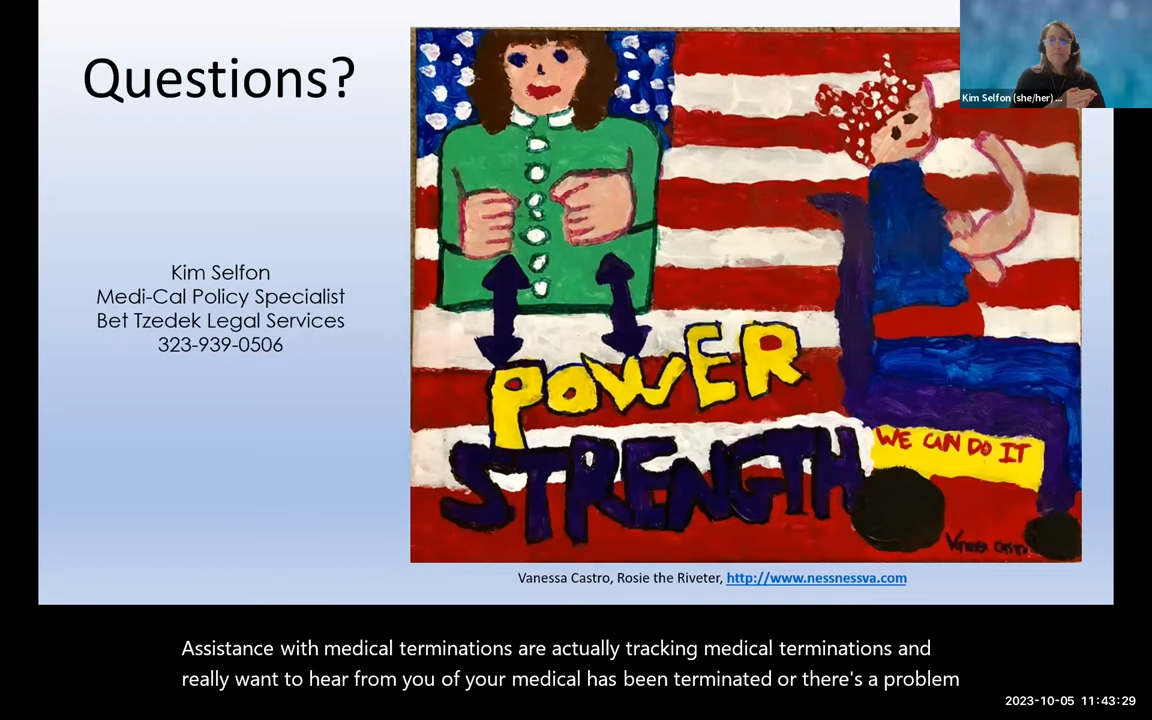 Questions?
Kim Selfon
Medi-Cal Policy Specialist
Bet Tzedek Legal Services
323-939-0506
POWER
STRENGTH
WE CAN DO IT
Vanessa Castro, Rosie the Riveter, http://www.nessnessva.com
Kim Selfon (she/her) ...
Assistance with medical terminations are actually tracking medical terminations and
really want to hear from you of your medical has been terminated or there's a problem
2023-10-05 11:43:29